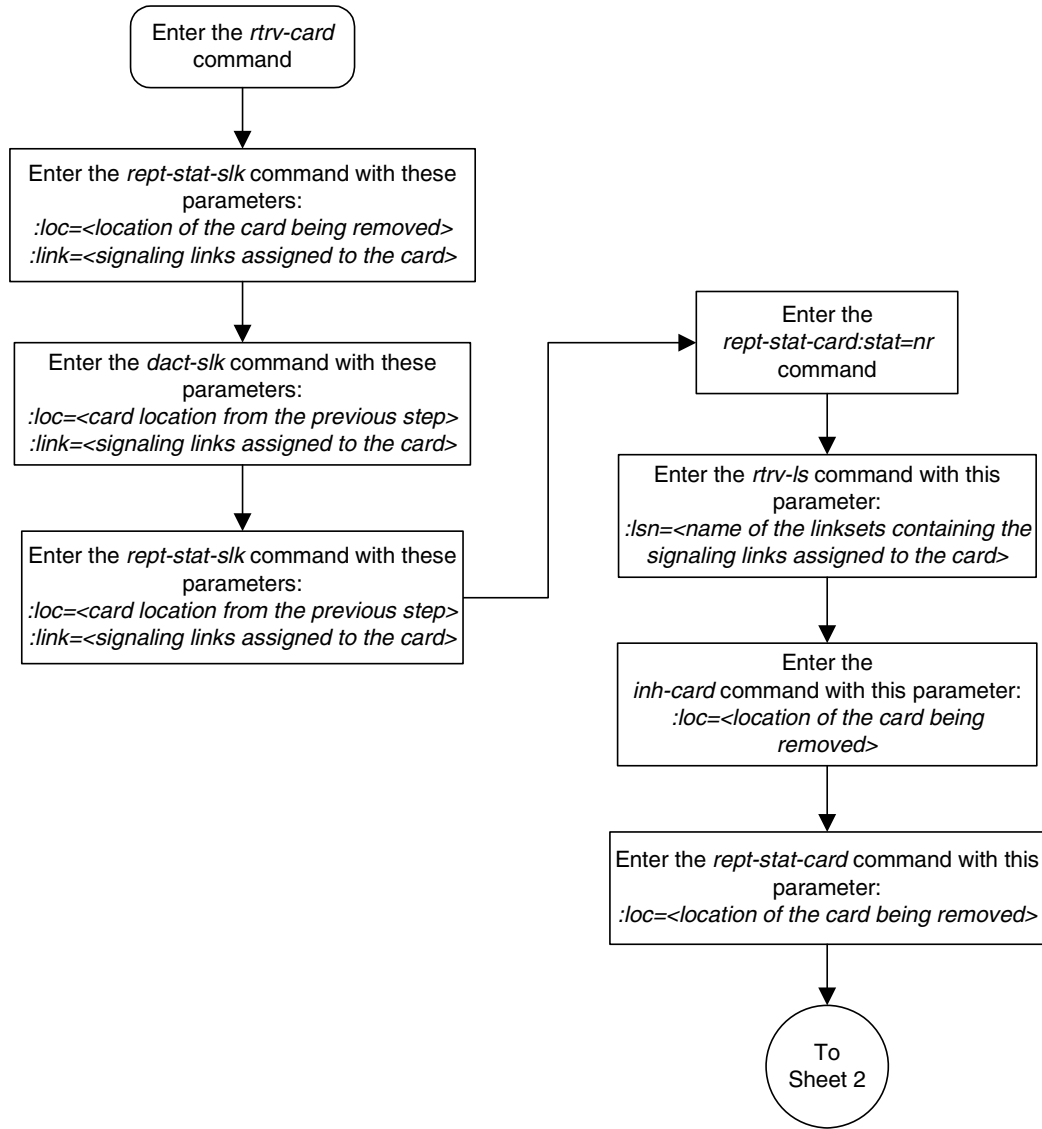 Enter the rtrv-card
command
Enter the rept-stat-slk command with these
parameters:
:loc=<location of the card being removed>
:link=<signaling links assigned to the card>
Enter the dact-slk command with these
parameters:
:loc=<card location from the previous step>
:link=<signaling links assigned to the card>
Enter the rept-stat-slk command with these
parameters:
:loc=<card location from the previous step>
:link=<signaling links assigned to the card>
Enter the
rept-stat-card:stat=nr
command
Enter the rtrv-ls command with this
parameter:
:lsn=<name of the linksets containing the
signaling links assigned to the card>
Enter the
inh-card command with this parameter:
:loc=<location of the card being
removed>
Enter the rept-stat-card command with this
parameter:
:loc=<location of the card being removed>
To
Sheet 2